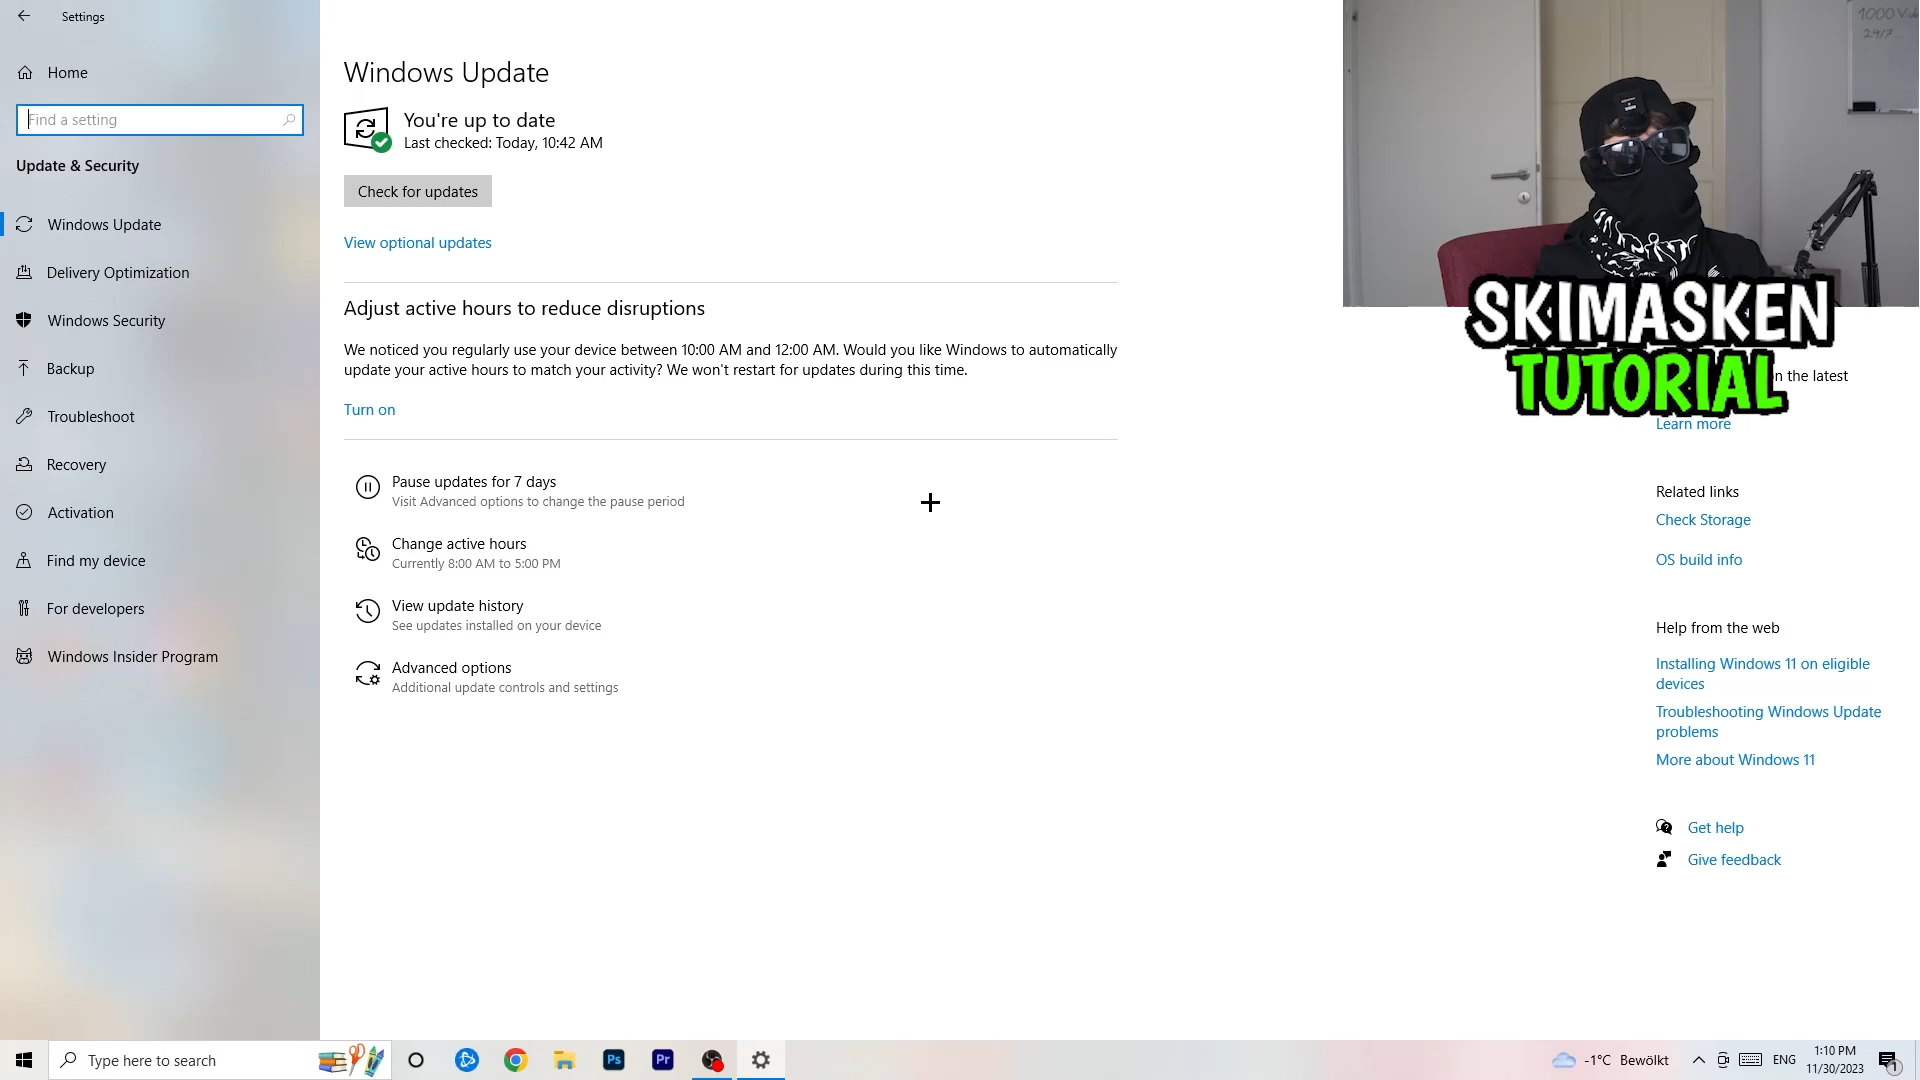 Settings
Home
Find a setting
Update & Security
Windows Update
Delivery Optimization
Windows Security
Backup
Troubleshoot
Recovery
Activation
Find my device
For developers
Windows Insider Program
Windows Update
You're up to date
Last checked: Today, 10:42 AM
Check for updates
View optional updates
Adjust active hours to reduce disruptions
We noticed you regularly use your device between 10:00 AM and 12:00 AM. Would you like Windows to automatically
update your active hours to match your activity? We won't restart for updates during this time.
Turn on
Pause updates for 7 days
Visit Advanced options to change the pause period
Change active hours
Currently 8:00 AM to 5:00 PM
View update history
See updates installed on your device
Advanced options
Additional update controls and settings
1000
24/7
SKIMASKEN
TUTORIAL
on the latest
Learn more
Related links
Check Storage
OS build info
Help from the web
Installing Windows 11 on eligible
devices
Troubleshooting Windows Update
problems
More about Windows 11
Get help
Give feedback
Type here to search
Ps
Pr
-1°C Bewölkt
ENG
1:10 PM
11/30/2023
1